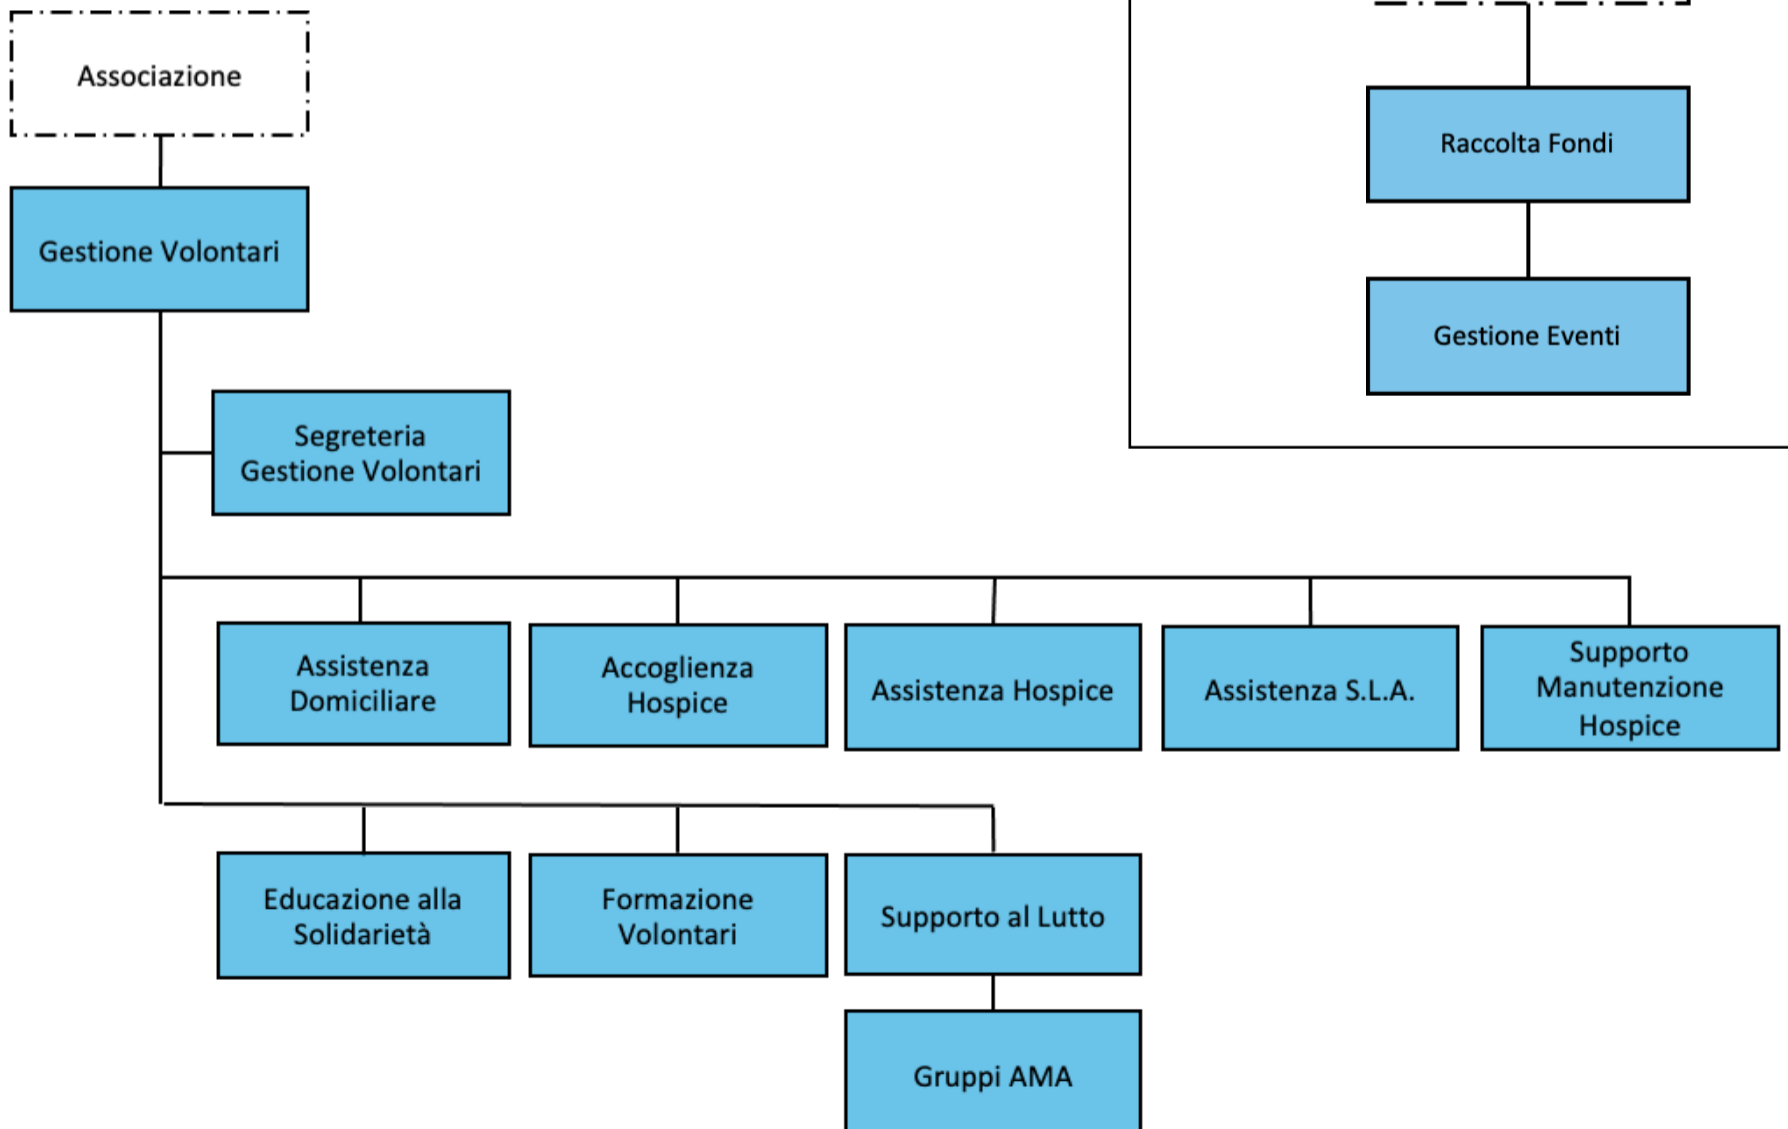 Associazione
Gestione Volontari
Segreteria
Gestione Volontari
Raccolta Fondi
Gestione Eventi
Assistenza
Domiciliare
Accoglienza
Hospice
Assistenza Hospice
Assistenza S.L.A.
Supporto
Manutenzione
Hospice
Educazione alla
Solidarietà
Formazione
Volontari
Supporto al Lutto
Gruppi AMA